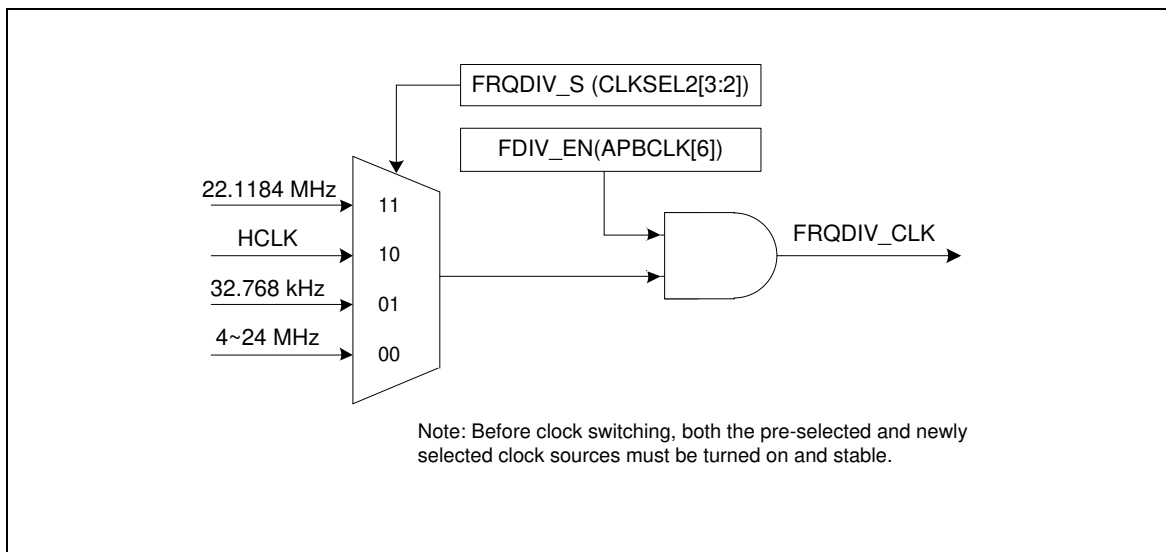 FRQDIV_S (CLKSEL2[3:2])
FDIV_EN(APBCLK[6])
22.1184 MHz
11
HCLK
10
32.768 kHz
01
4~24 MHz
00
FRQDIV_CLK
Note: Before clock switching, both the pre-selected and newly
selected clock sources must be turned on and stable.